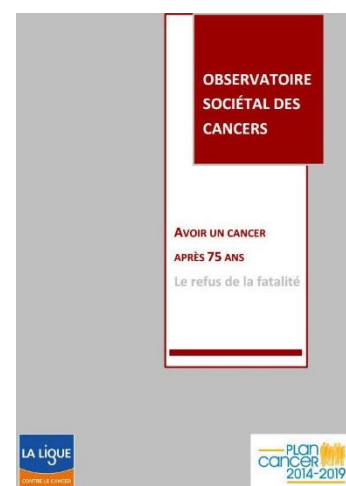 OBSERVATOIRE
SOCIÉTAL DES
CANCERS
AVOIR UN CANCER
APRÈS 75 ANS
Le refus de la fatalité
LA LIGUE
CONTRE LE CANCER
PLAN
CANCER
2014-2019